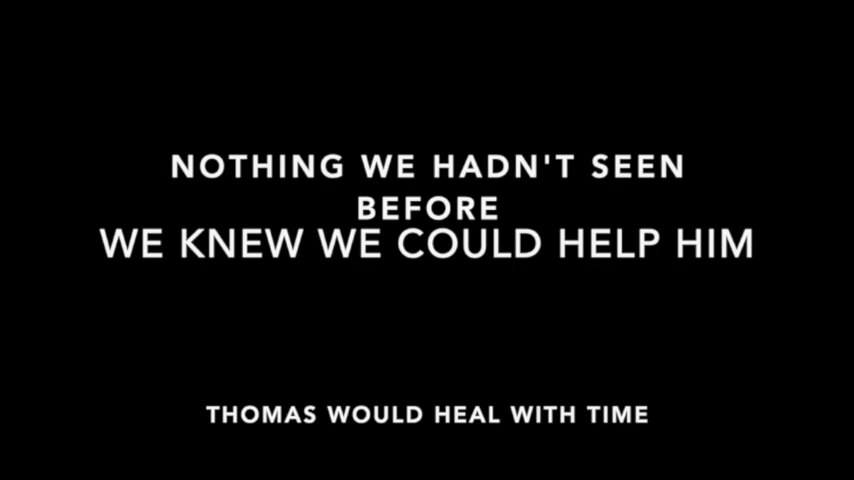 NOTHING WE HADN'T SEEN
BEFORE
WE KNEW WE COULD HELP HIM
THOMAS WOULD HEAL WITH TIME